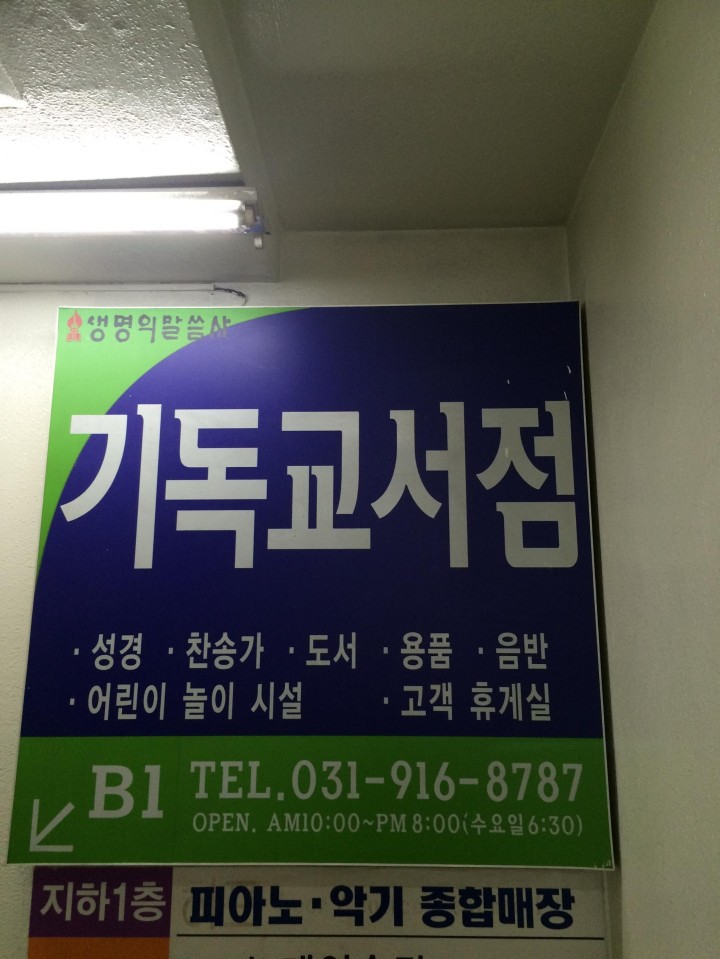 생명의말씀사
기독교서점
· 성경 · 찬송가 · 도서 · 용품 · 음반
· 어린이 놀이 시설 · 고객 휴게실
B1 TEL.031-916-8787
OPEN. AM10:00~PM8:00(수요일6:30)
지하1층 피아노·악기 종합매장